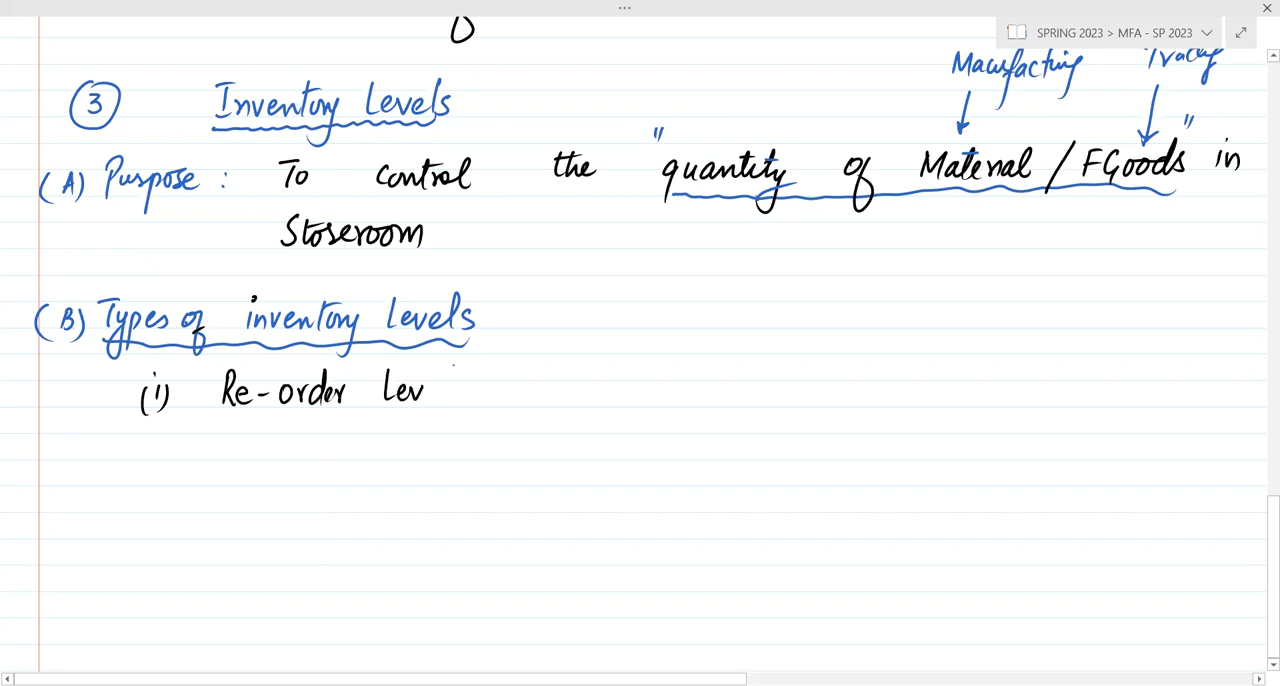 SPRING 2023 > MFA - SP 2023
Manufacting Trading
③ Inventory Levels
(A) Purpose : To control the "quantity of Material / FGoods" in
Storeroom
(B) Types of inventory Levels
(i) Re-order Lev